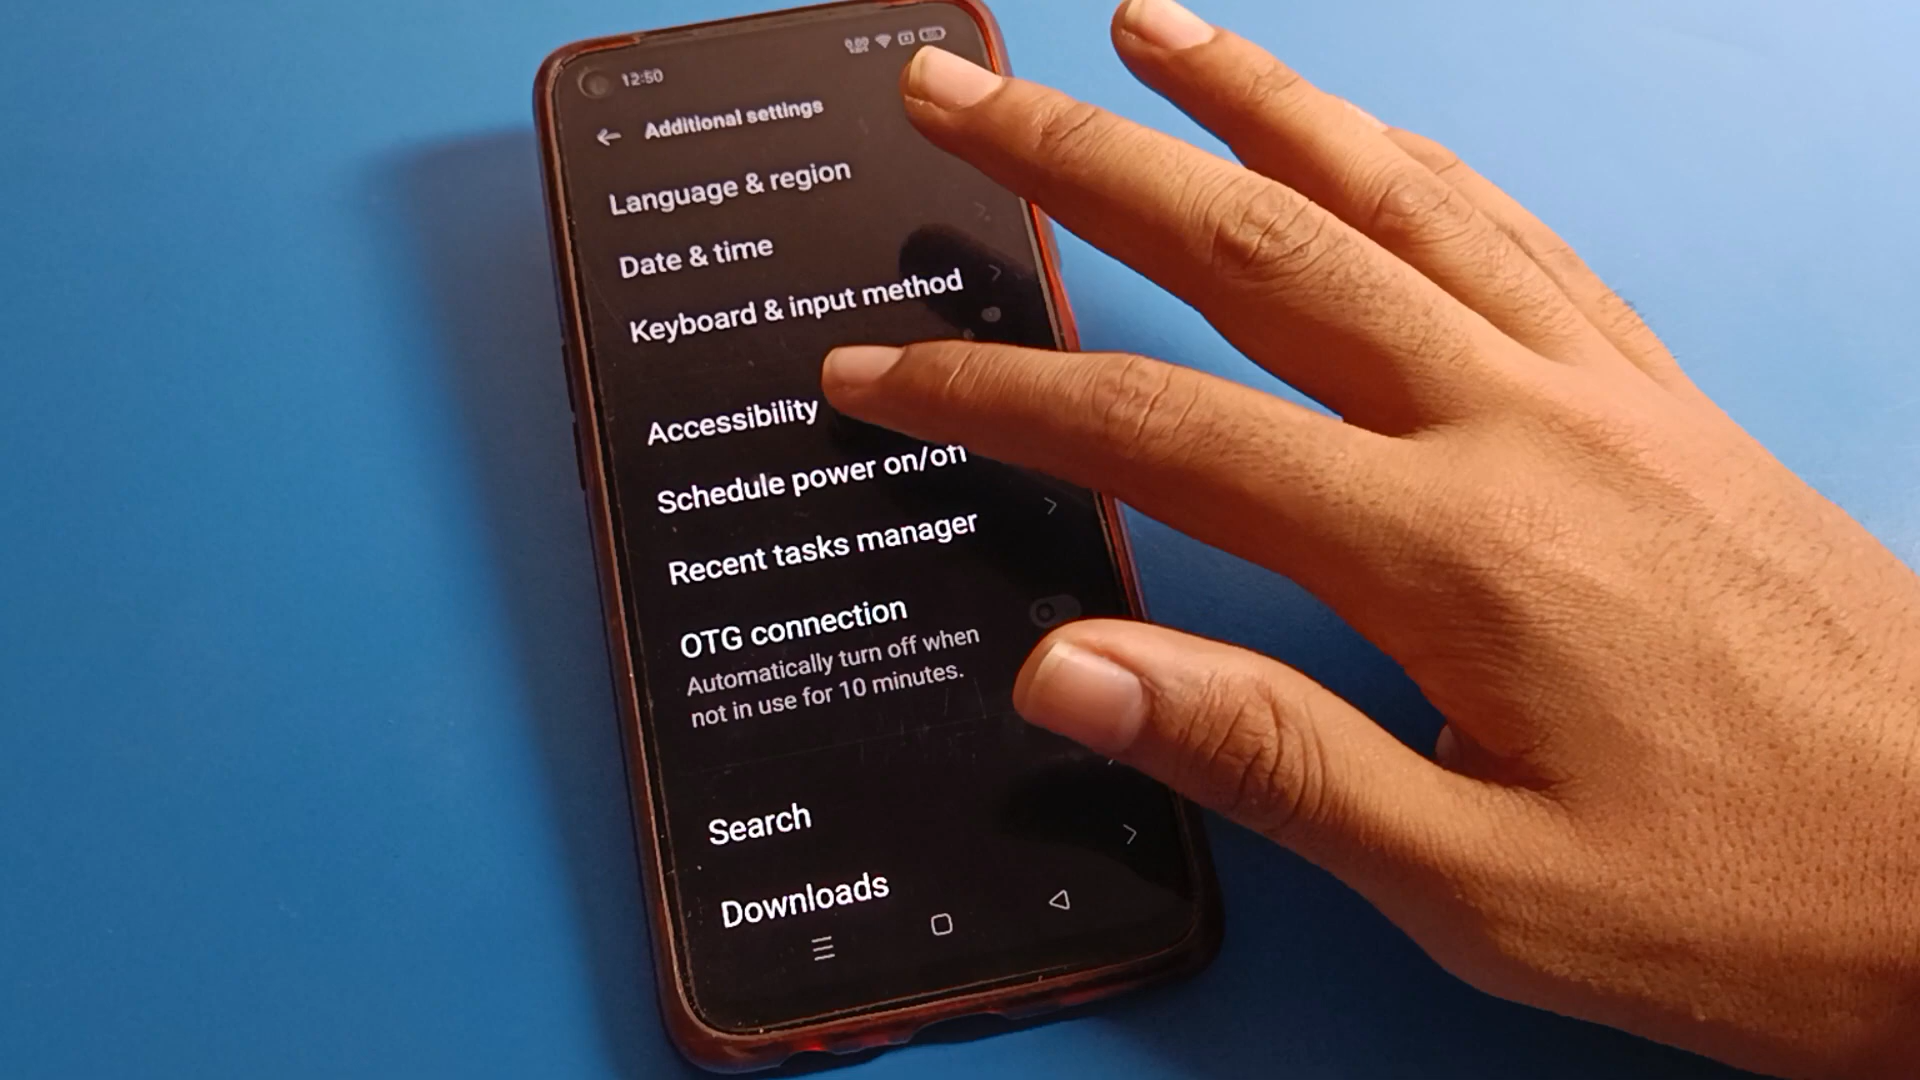 12:50
Additional settings
Language & region
Date & time
Keyboard & input method
Accessibility
Schedule power on/off
Recent tasks manager
OTG connection
Automatically turn off when
not in use for 10 minutes.
Search
Downloads